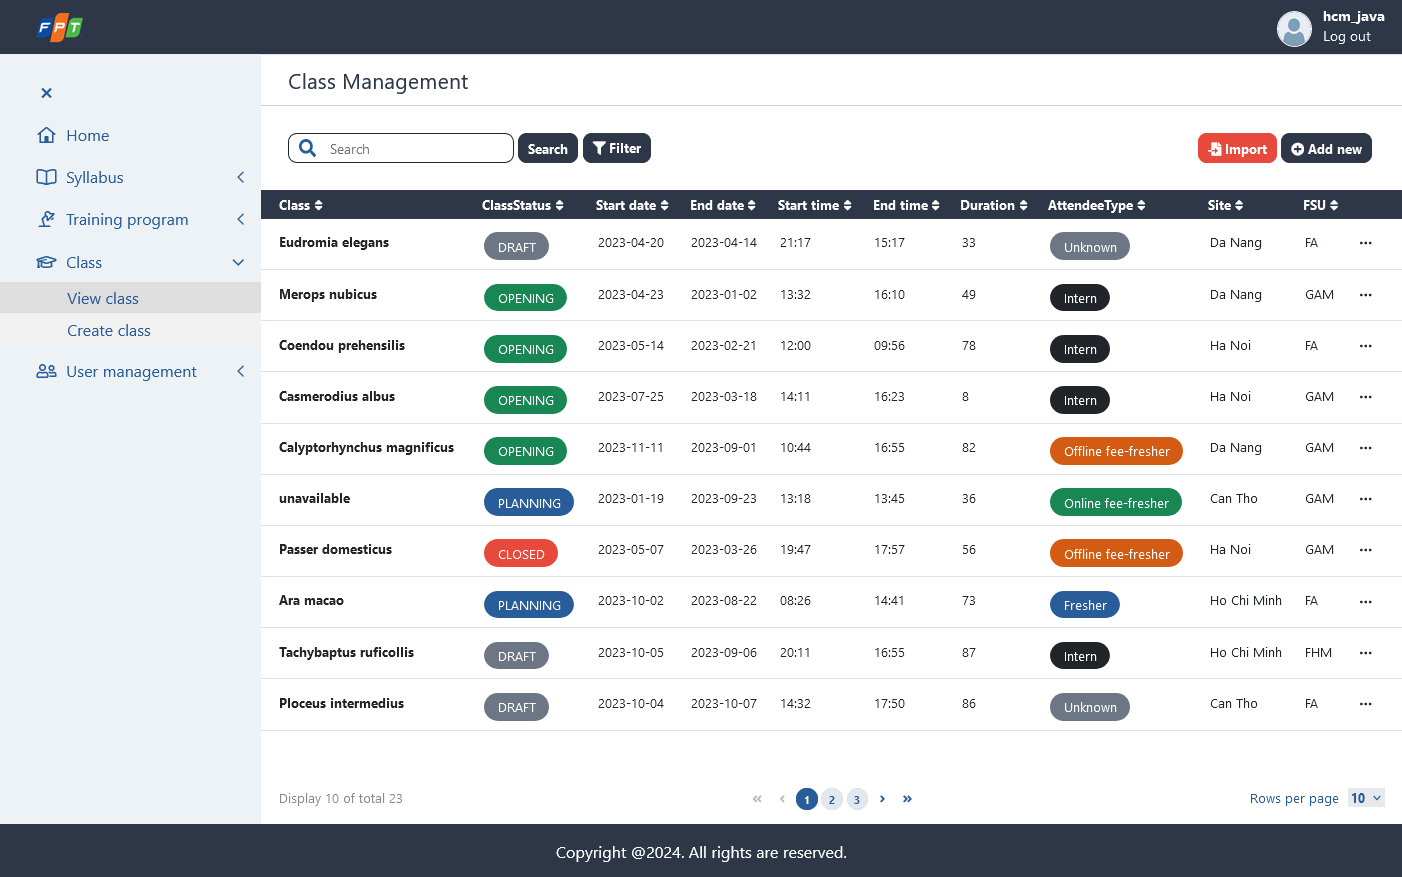 FPT
hcm_java
Log out
Class Management
Home
Syllabus
Training program
Class
View class
Create class
User management
Search Search Filter Import Add new
Class ClassStatus Start date End date Start time End time Duration AttendeeType Site FSU
Eudromia elegans DRAFT 2023-04-20 2023-04-14 21:17 15:17 33 Unknown Da Nang FA ...
Merops nubicus OPENING 2023-04-23 2023-01-02 13:32 16:10 49 Intern Da Nang GAM ...
Coendou prehensilis OPENING 2023-05-14 2023-02-21 12:00 09:56 78 Intern Ha Noi FA ...
Casmerodius albus OPENING 2023-07-25 2023-03-18 14:11 16:23 8 Intern Ha Noi GAM ...
Calyptorhynchus magnificus OPENING 2023-11-11 2023-09-01 10:44 16:55 82 Offline fee-fresher Da Nang GAM ...
unavailable PLANNING 2023-01-19 2023-09-23 13:18 13:45 36 Online fee-fresher Can Tho GAM ...
Passer domesticus CLOSED 2023-05-07 2023-03-26 19:47 17:57 56 Offline fee-fresher Ha Noi GAM ...
Ara macao PLANNING 2023-10-02 2023-08-22 08:26 14:41 73 Fresher Ho Chi Minh FA ...
Tachybaptus ruficollis DRAFT 2023-10-05 2023-09-06 20:11 16:55 87 Intern Ho Chi Minh FHM ...
Ploceus intermedius DRAFT 2023-10-04 2023-10-07 14:32 17:50 86 Unknown Can Tho FA ...
Display 10 of total 23 « ‹ 1 2 3 › » Rows per page 10
Copyright @2024. All rights are reserved.